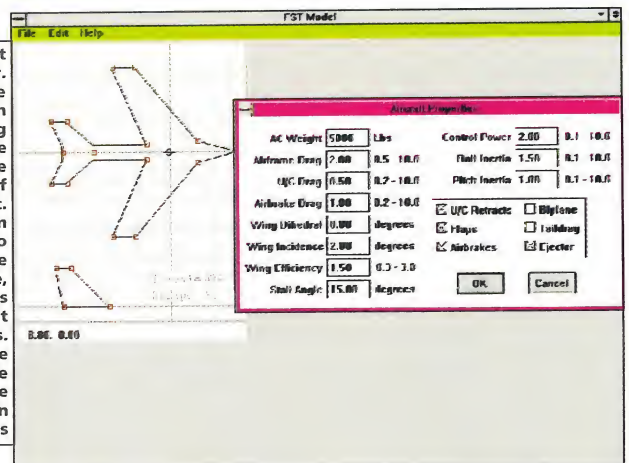 FST Model
File Edit Help
t
r.
e
n
g
e
e
f
t.
n
o
e
e,
s
t
s.
e
e
e
n
s
Aircraft Properties
AC Weight 5000 Lbs
Airframe Drag 2.00 0.5 - 10.0
U/C Drag 0.50 0.2 - 10.0
Airbrake Drag 1.00 0.2 - 10.0
Wing Dihedral 0.00 degrees
Wing Incidence 2.00 degrees
Wing Efficiency 1.50 0.3 - 3.0
Stall Angle 15.00 degrees
Control Power 2.00 0.1 - 10.0
Roll Inertia 1.50 0.1 - 10.0
Pitch Inertia 1.00 0.1 - 10.0
U/C Retracts Biplane
Flaps Taildrag
Airbrakes Ejector
OK Cancel
0.00, 0.00